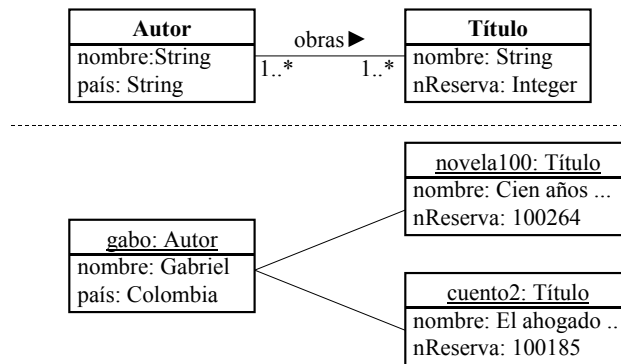 Autor
nombre:String
país: String
obras ▶
1..*
1..*
Título
nombre: String
nReserva: Integer
gabo: Autor
nombre: Gabriel
país: Colombia
novela100: Título
nombre: Cien años ...
nReserva: 100264
cuento2: Título
nombre: El ahogado ..
nReserva: 100185